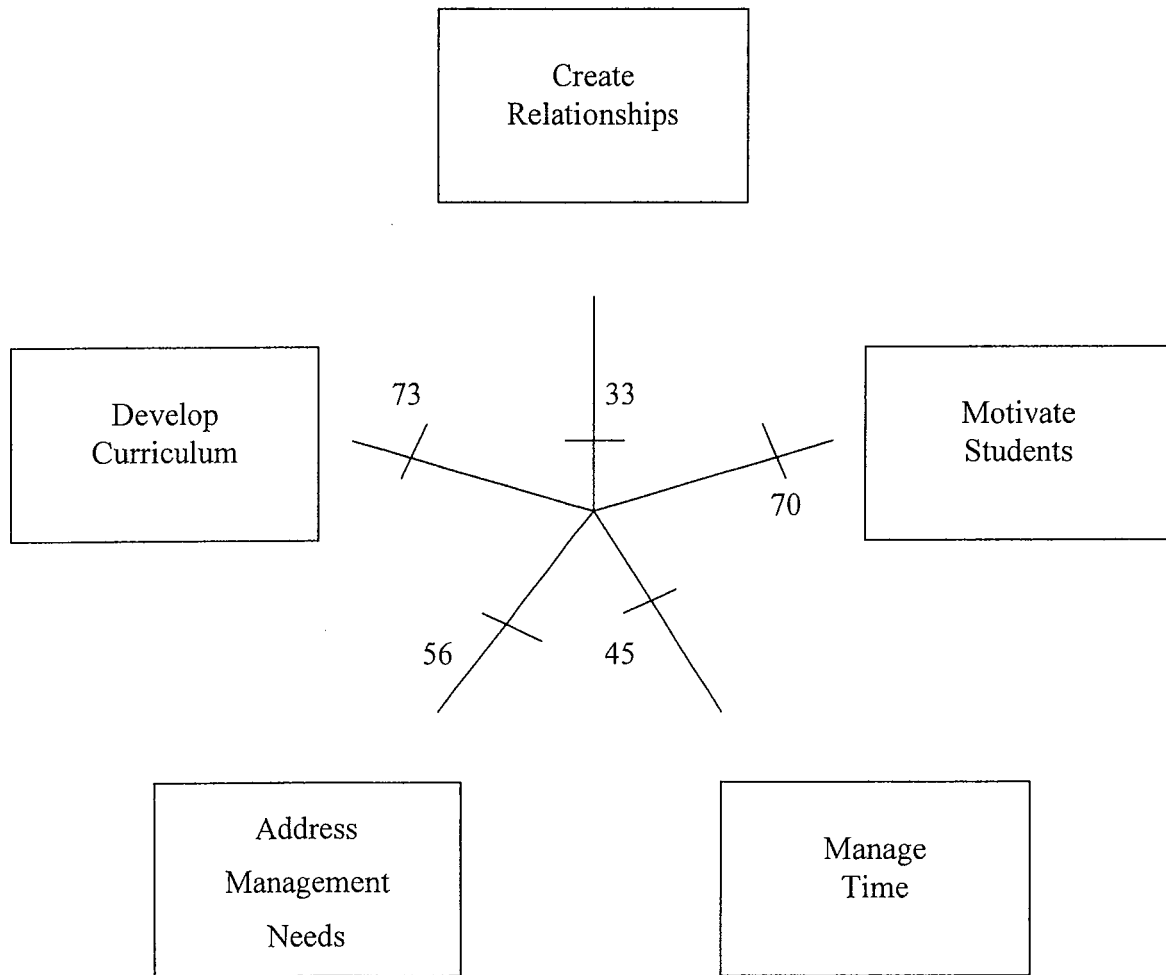 Create
Relationships
73
33
Develop
Curriculum
Motivate
Students
70
56
45
Address
Management
Needs
Manage
Time